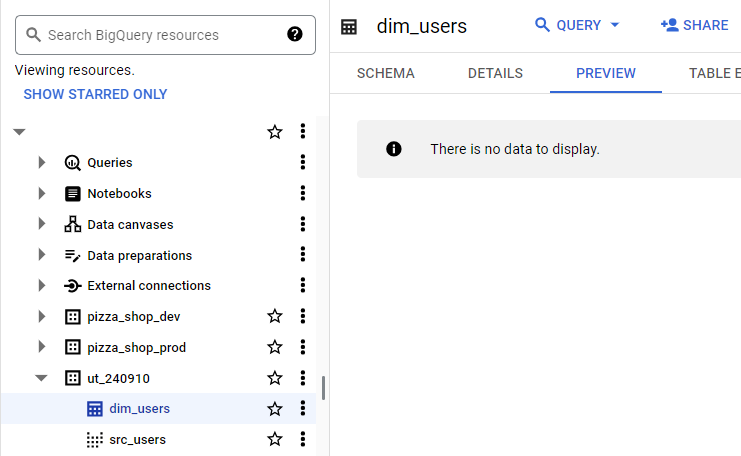 Search BigQuery resources
Viewing resources.
SHOW STARRED ONLY
Queries
Notebooks
Data canvases
Data preparations
External connections
pizza_shop_dev
pizza_shop_prod
ut_240910
dim_users
src_users
dim_users
QUERY
SHARE
SCHEMA
DETAILS
PREVIEW
TABLE E
There is no data to display.